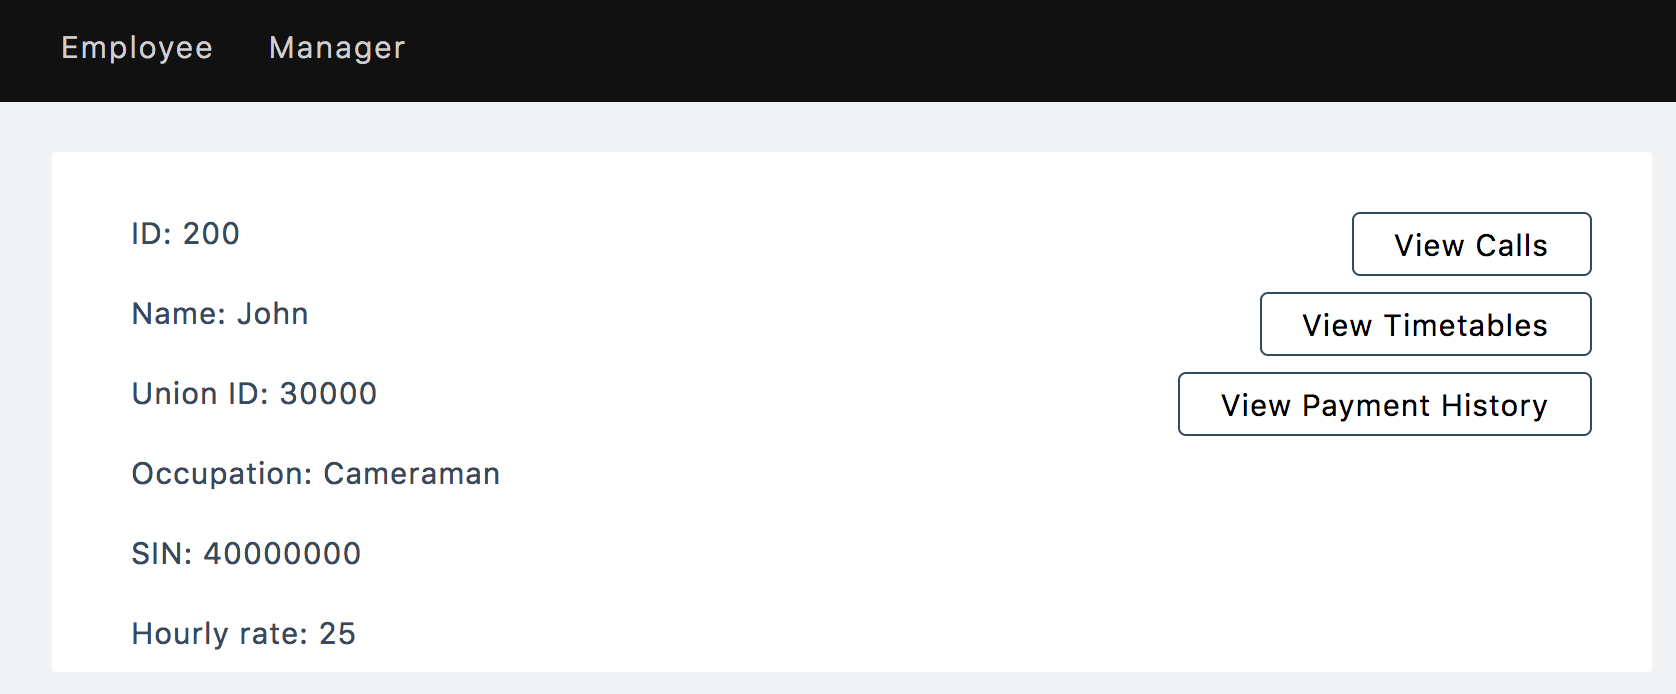 Employee Manager
ID: 200
View Calls
Name: John
View Timetables
Union ID: 30000
View Payment History
Occupation: Cameraman
SIN: 40000000
Hourly rate: 25